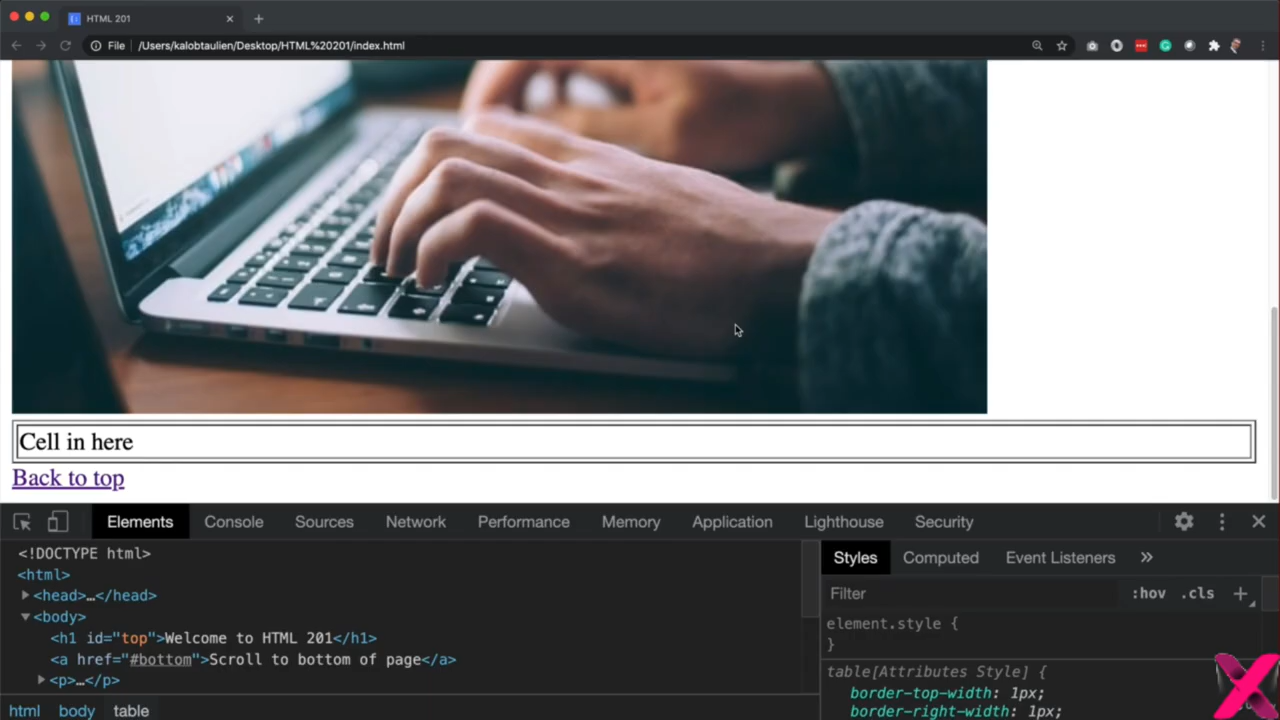 HTML 201
File /Users/kalobtaulien/Desktop/HTML%20201/index.html
Cell in here
Back to top
Elements Console Sources Network Performance Memory Application Lighthouse Security
<!DOCTYPE html>
<html>
<head>…</head>
<body>
<h1 id="top">Welcome to HTML 201</h1>
<a href="#bottom">Scroll to bottom of page</a>
<p>…</p>
html body table
Styles Computed Event Listeners »
Filter :hov .cls +
element.style {
}
table[Attributes Style] {
border-top-width: 1px;
border-right-width: 1px;
X